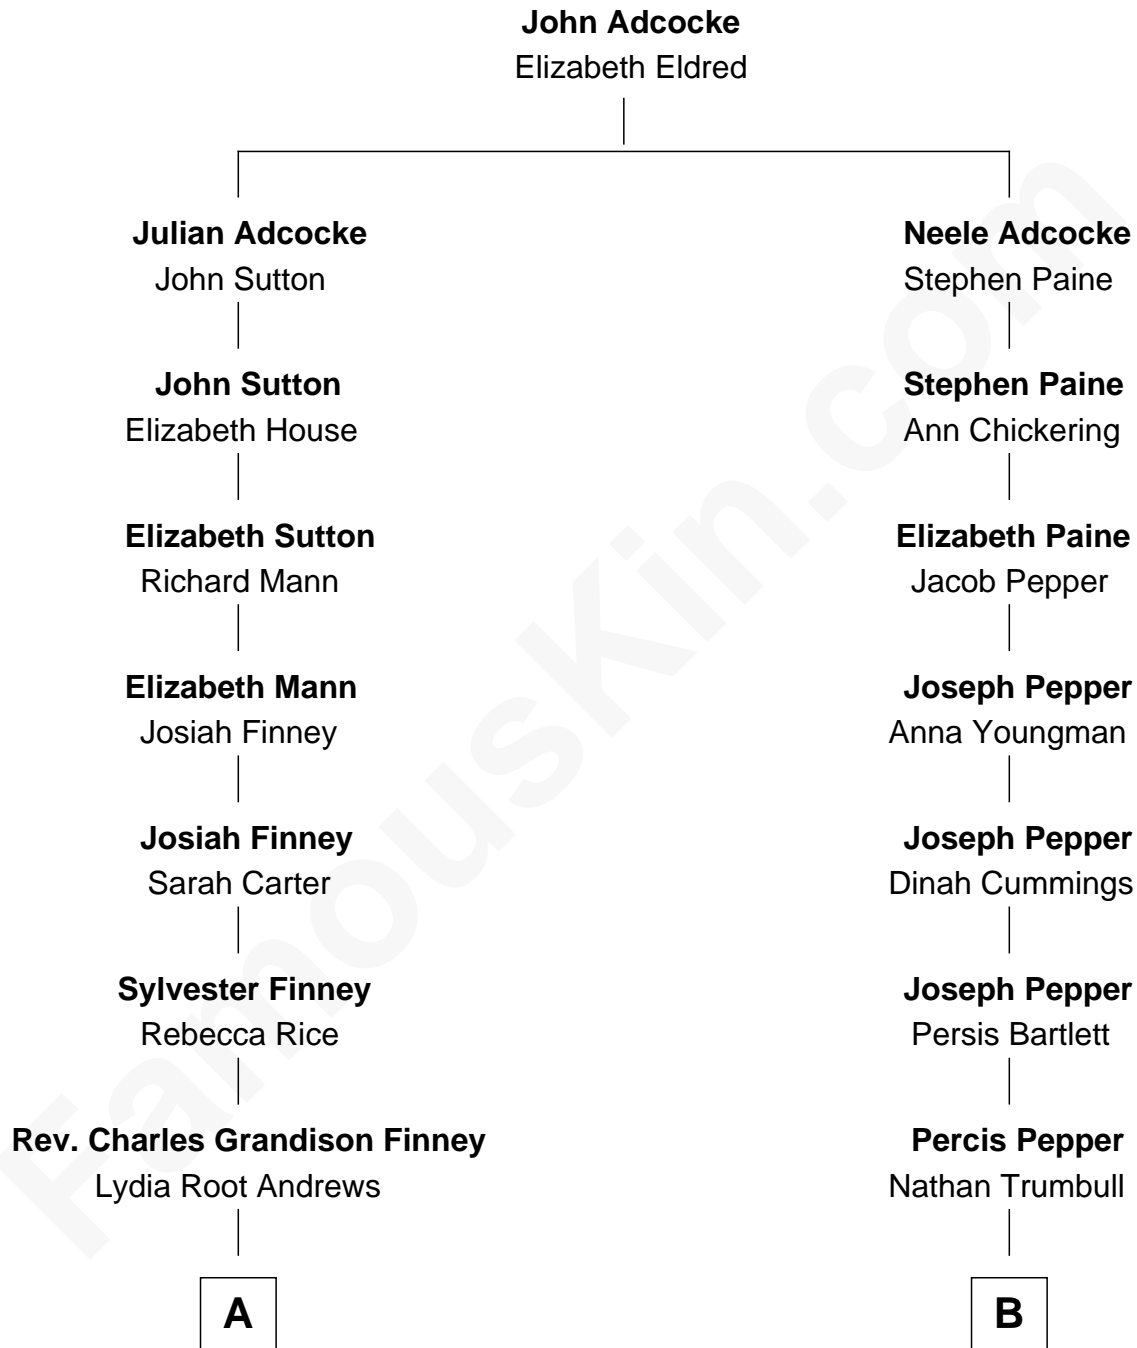 John Adcocke
Elizabeth Eldred
Julian Adcocke
John Sutton
John Sutton
Elizabeth House
Elizabeth Sutton
Richard Mann
Elizabeth Mann
Josiah Finney
Josiah Finney
Sarah Carter
Sylvester Finney
Rebecca Rice
Rev. Charles Grandison Finney
Lydia Root Andrews
A
Neele Adcocke
Stephen Paine
Stephen Paine
Ann Chickering
Elizabeth Paine
Jacob Pepper
Joseph Pepper
Anna Youngman
Joseph Pepper
Dinah Cummings
Joseph Pepper
Persis Bartlett
Percis Pepper
Nathan Trumbull
B
FamousKin.com